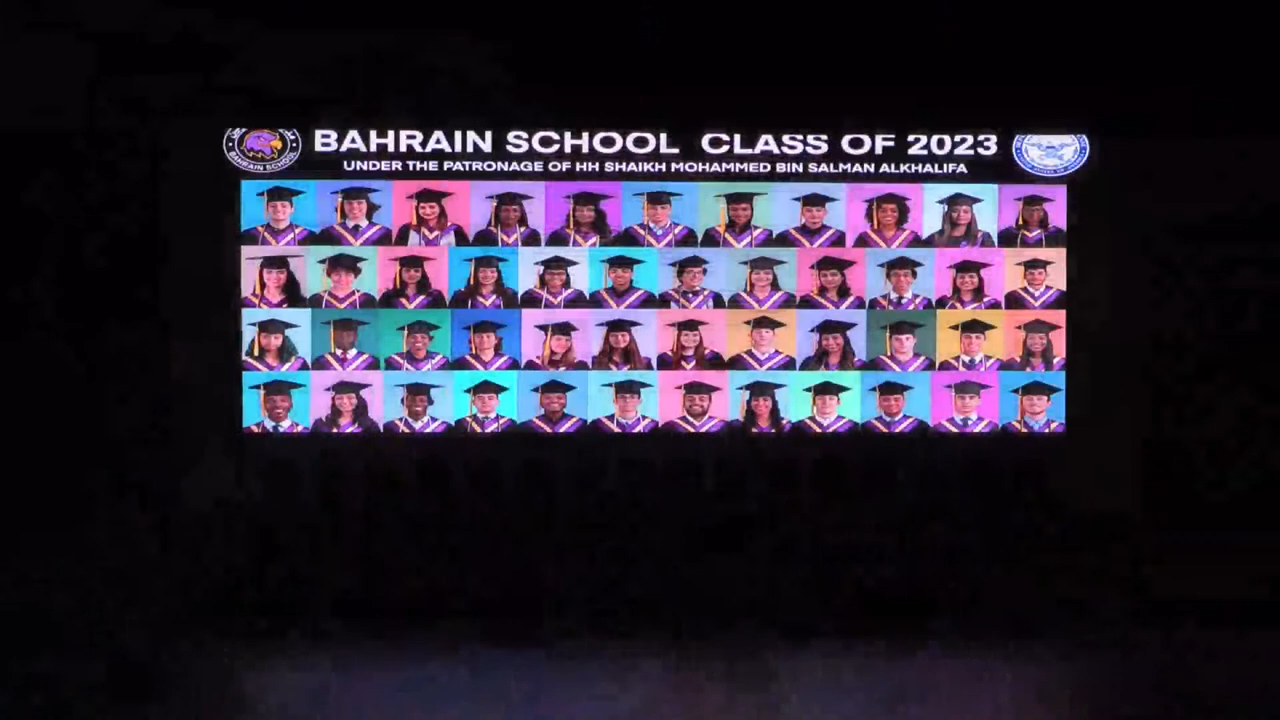 BAHRAIN SCHOOL CLASS OF 2023
UNDER THE PATRONAGE OF HH SHAIKH MOHAMMED BIN SALMAN ALKHALIFA
BAHRAIN SCHOOL